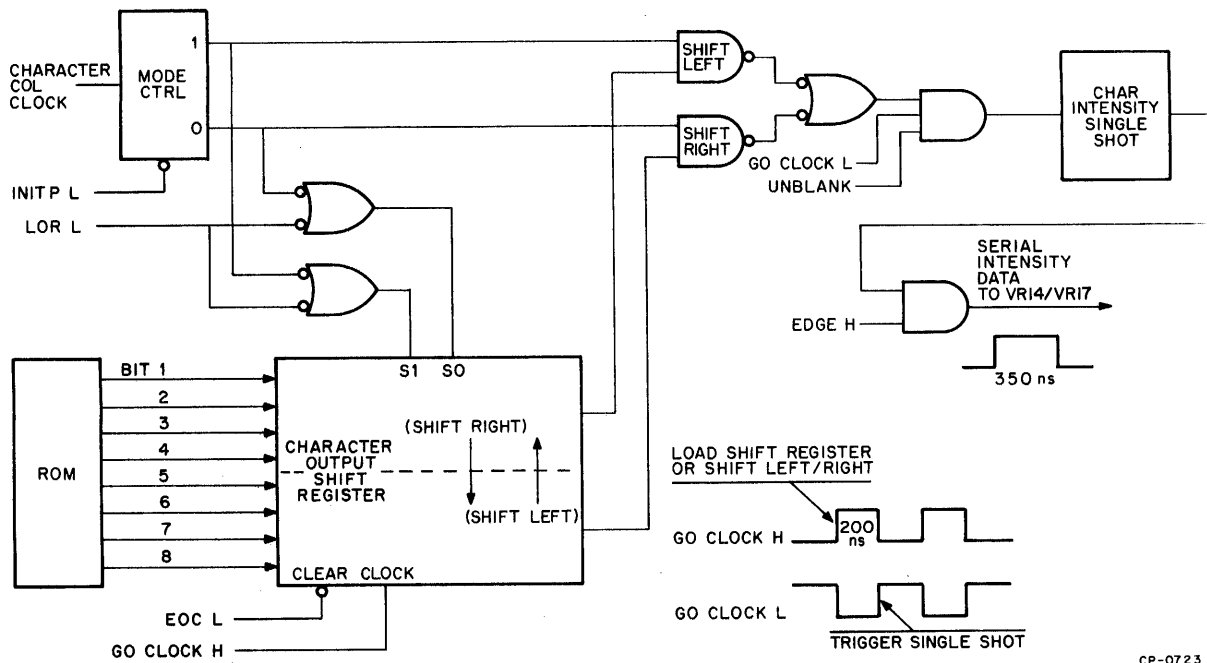 CHARACTER
COL
CLOCK
MODE
CTRL
1
0
INIT P L
LOR L
SHIFT
LEFT
SHIFT
RIGHT
GO CLOCK L
UNBLANK
CHAR
INTENSITY
SINGLE
SHOT
SERIAL
INTENSITY
DATA
TO VR14/VR17
EDGE H
350 ns
ROM
BIT 1
2
3
4
5
6
7
8
S1 S0
(SHIFT RIGHT)
CHARACTER
OUTPUT
SHIFT
REGISTER
(SHIFT LEFT)
CLEAR CLOCK
EOC L
GO CLOCK H
LOAD SHIFT REGISTER
OR SHIFT LEFT/RIGHT
GO CLOCK H
200
ns
GO CLOCK L
TRIGGER SINGLE SHOT
CP-0723